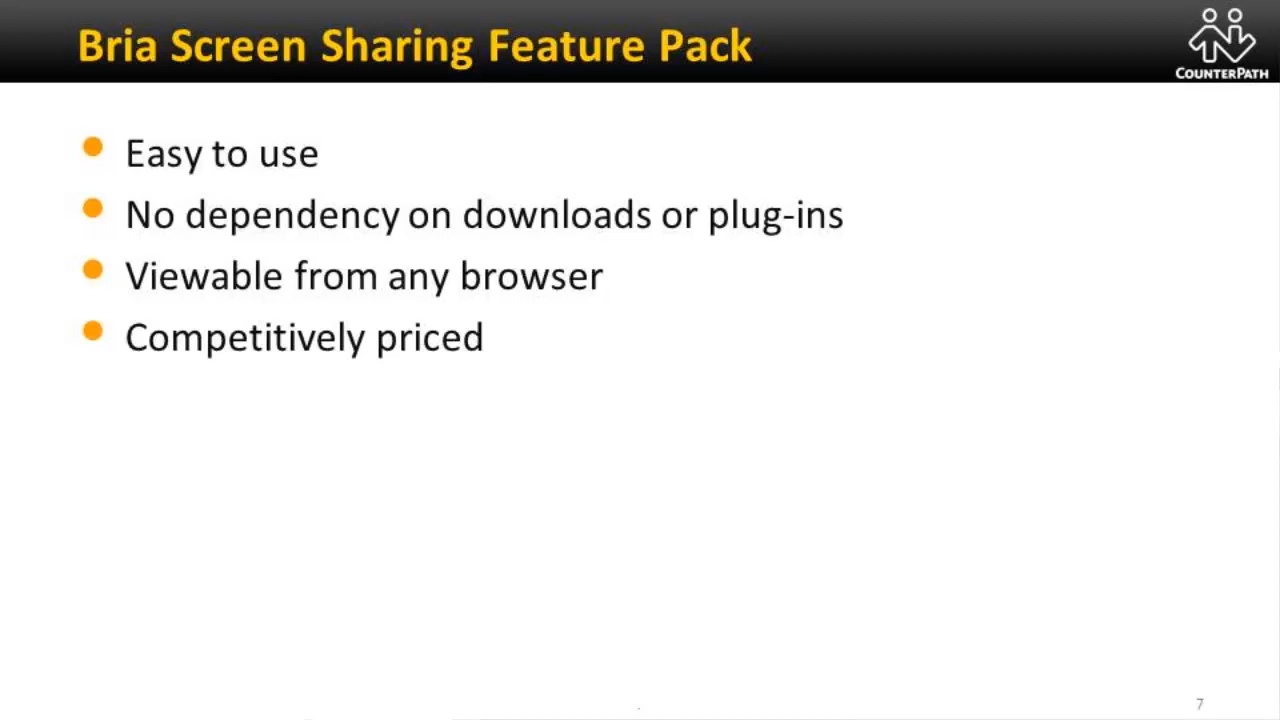 Bria Screen Sharing Feature Pack
COUNTERPATH
Easy to use
No dependency on downloads or plug-ins
Viewable from any browser
Competitively priced
.
7